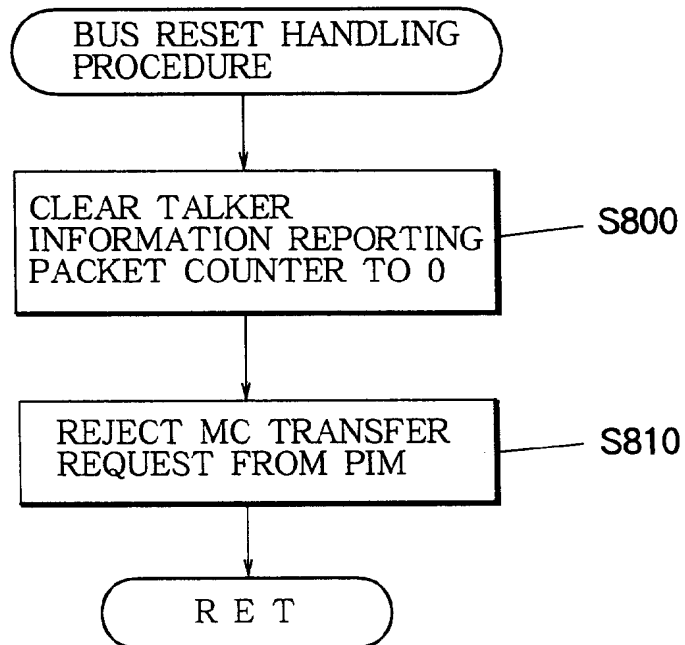 BUS RESET HANDLING
PROCEDURE
CLEAR TALKER
INFORMATION REPORTING
PACKET COUNTER TO 0
S800
REJECT MC TRANSFER
REQUEST FROM PIM
S810
R E T